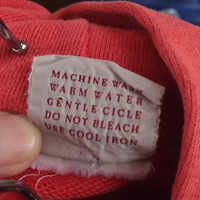 MACHINE WASH
WARM WATER
GENTLE CICLE
DO NOT BLEACH
USE COOL IRON